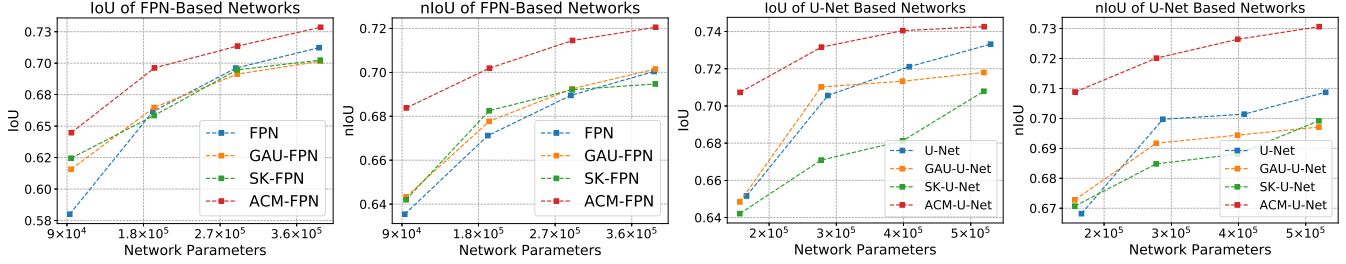 IoU of FPN-Based Networks
0.73
0.70
0.68
0.65
0.62
0.60
0.58
IoU
FPN
GAU-FPN
SK-FPN
ACM-FPN
9×10⁴
1.8×10⁵
2.7×10⁵
3.6×10⁵
Network Parameters
nIoU of FPN-Based Networks
0.72
0.70
0.68
0.66
0.64
nIoU
FPN
GAU-FPN
SK-FPN
ACM-FPN
9×10⁴
1.8×10⁵
2.7×10⁵
3.6×10⁵
Network Parameters
IoU of U-Net Based Networks
0.74
0.72
0.70
0.68
0.66
0.64
IoU
U-Net
GAU-U-Net
SK-U-Net
ACM-U-Net
2×10⁵
3×10⁵
4×10⁵
5×10⁵
Network Parameters
nIoU of U-Net Based Networks
0.73
0.72
0.71
0.70
0.69
0.68
0.67
nIoU
U-Net
GAU-U-Net
SK-U-Net
ACM-U-Net
2×10⁵
3×10⁵
4×10⁵
5×10⁵
Network Parameters